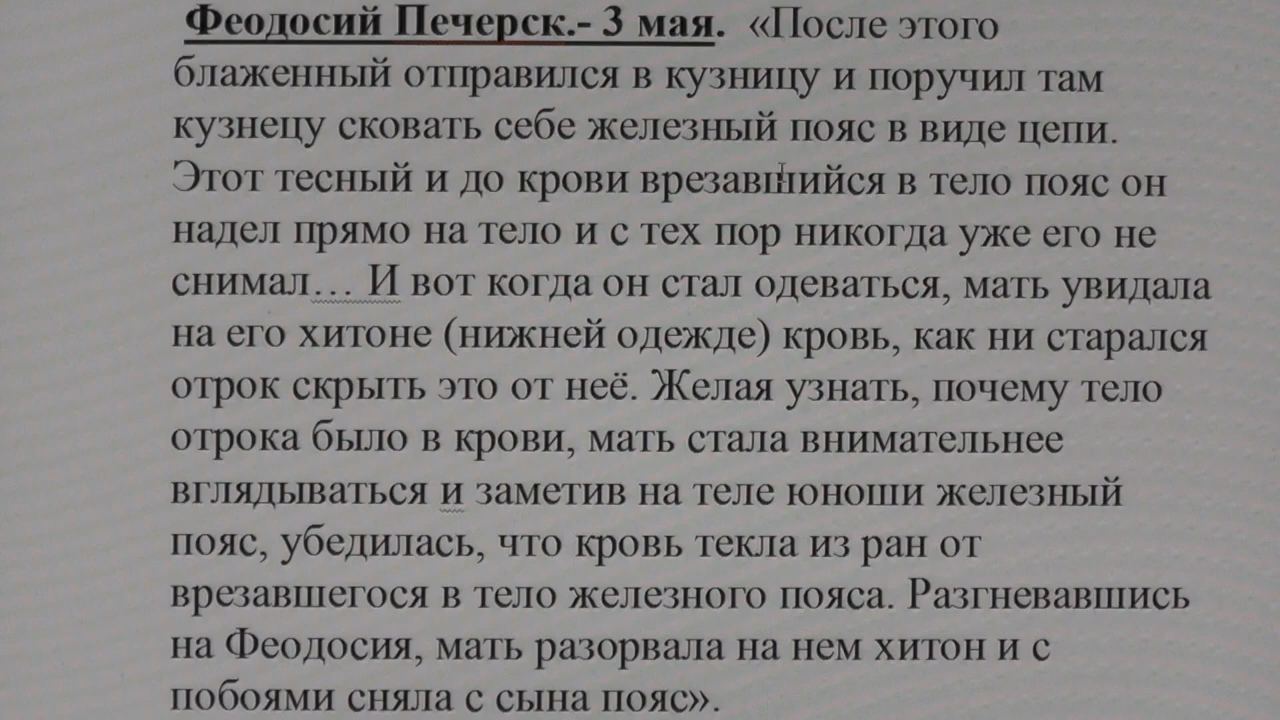 Феодосий Печерск.- 3 мая. «После этого
блаженный отправился в кузницу и поручил там
кузнецу сковать себе железный пояс в виде цепи.
Этот тесный и до крови врезавшийся в тело пояс он
надел прямо на тело и с тех пор никогда уже его не
снимал… И вот когда он стал одеваться, мать увидала
на его хитоне (нижней одежде) кровь, как ни старался
отрок скрыть это от неё. Желая узнать, почему тело
отрока было в крови, мать стала внимательнее
вглядываться и заметив на теле юноши железный
пояс, убедилась, что кровь текла из ран от
врезавшегося в тело железного пояса. Разгневавшись
на Феодосия, мать разорвала на нем хитон и с
побоями сняла с сына пояс».